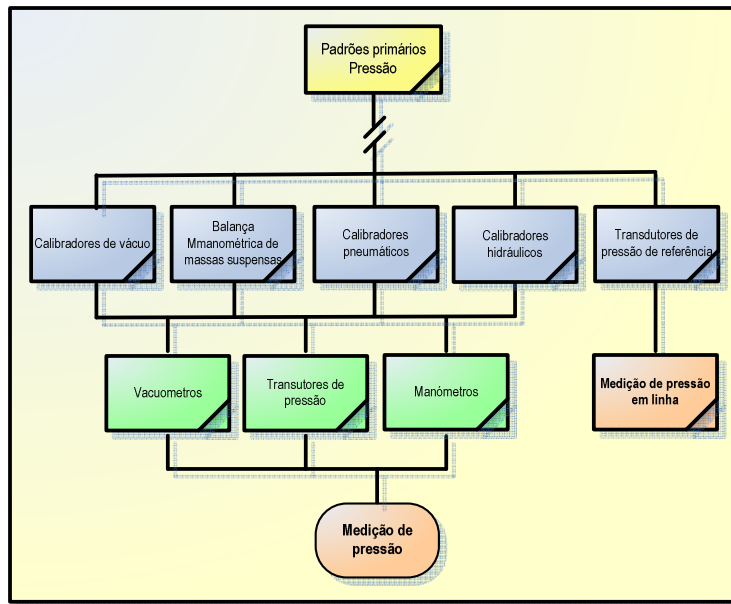 Padrões primários
Pressão
Calibradores de vácuo
Balança
Mmanométrica de
massas suspensas
Calibradores
pneumáticos
Calibradores
hidráulicos
Transdutores de
pressão de referência
Vacuometros
Transutores de
pressão
Manómetros
Medição de pressão
em linha
Medição de
pressão